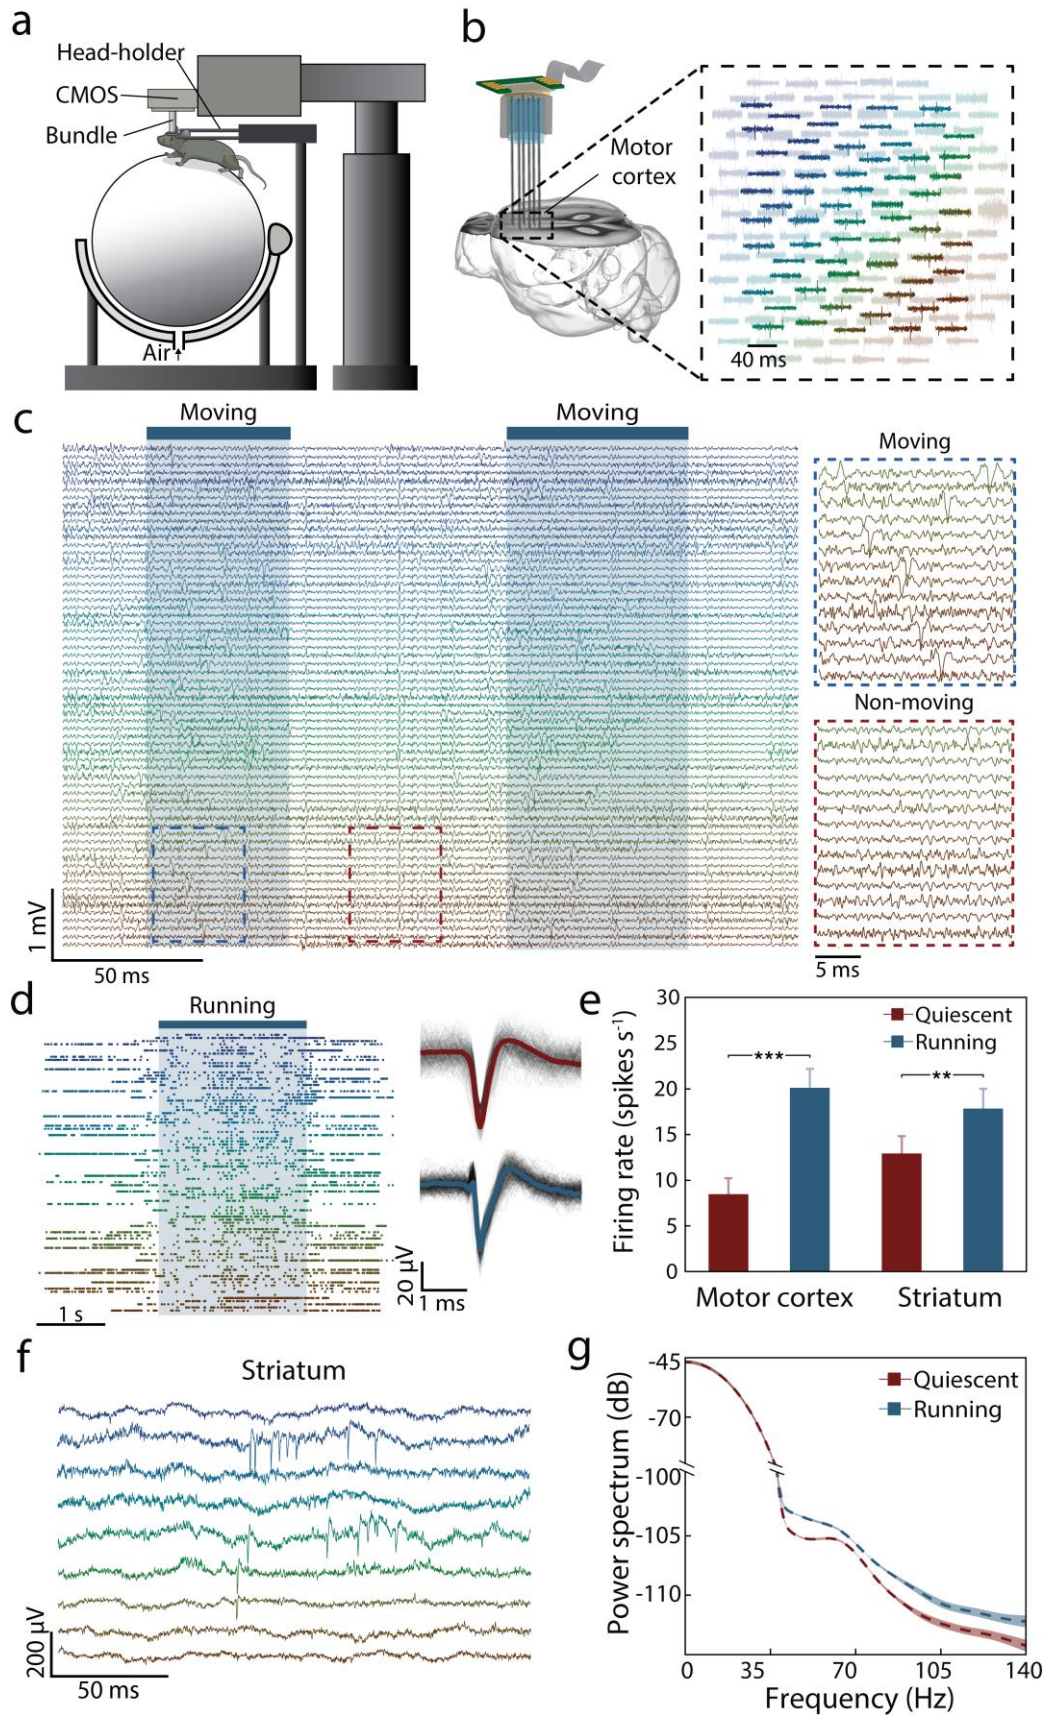 a
Head-holder
CMOS
Bundle
Air
b
Motor
cortex
40 ms
c
Moving
Moving
1 mV
50 ms
Moving
Non-moving
5 ms
d
Running
1 s
20 µV
1 ms
e
Firing rate (spikes s⁻¹)
30
25
20
15
10
5
0
Quiescent
Running
***
**
Motor cortex
Striatum
f
Striatum
200 µV
50 ms
g
Power spectrum (dB)
-45
-70
-100
-105
-110
Quiescent
Running
0
35
70
105
140
Frequency (Hz)